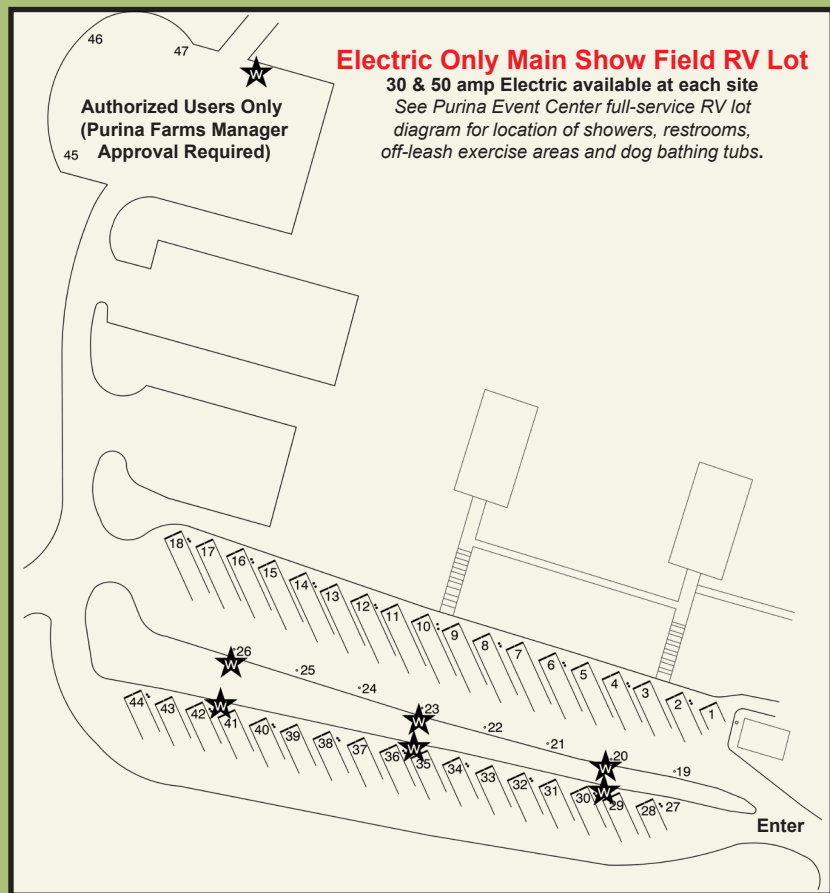 Electric Only Main Show Field RV Lot
30 & 50 amp Electric available at each site
See Purina Event Center full-service RV lot
diagram for location of showers, restrooms,
off-leash exercise areas and dog bathing tubs.
46
47
W
Authorized Users Only
(Purina Farms Manager
Approval Required)
45
18
17
16
15
14
13
12
11
10
9
8
7
6
5
4
3
2
1
26
W
25
24
23
W
22
21
20
W
19
44
43
42
W
41
40
39
38
37
36
W
35
34
33
32
31
30
W
29
28
27
Enter